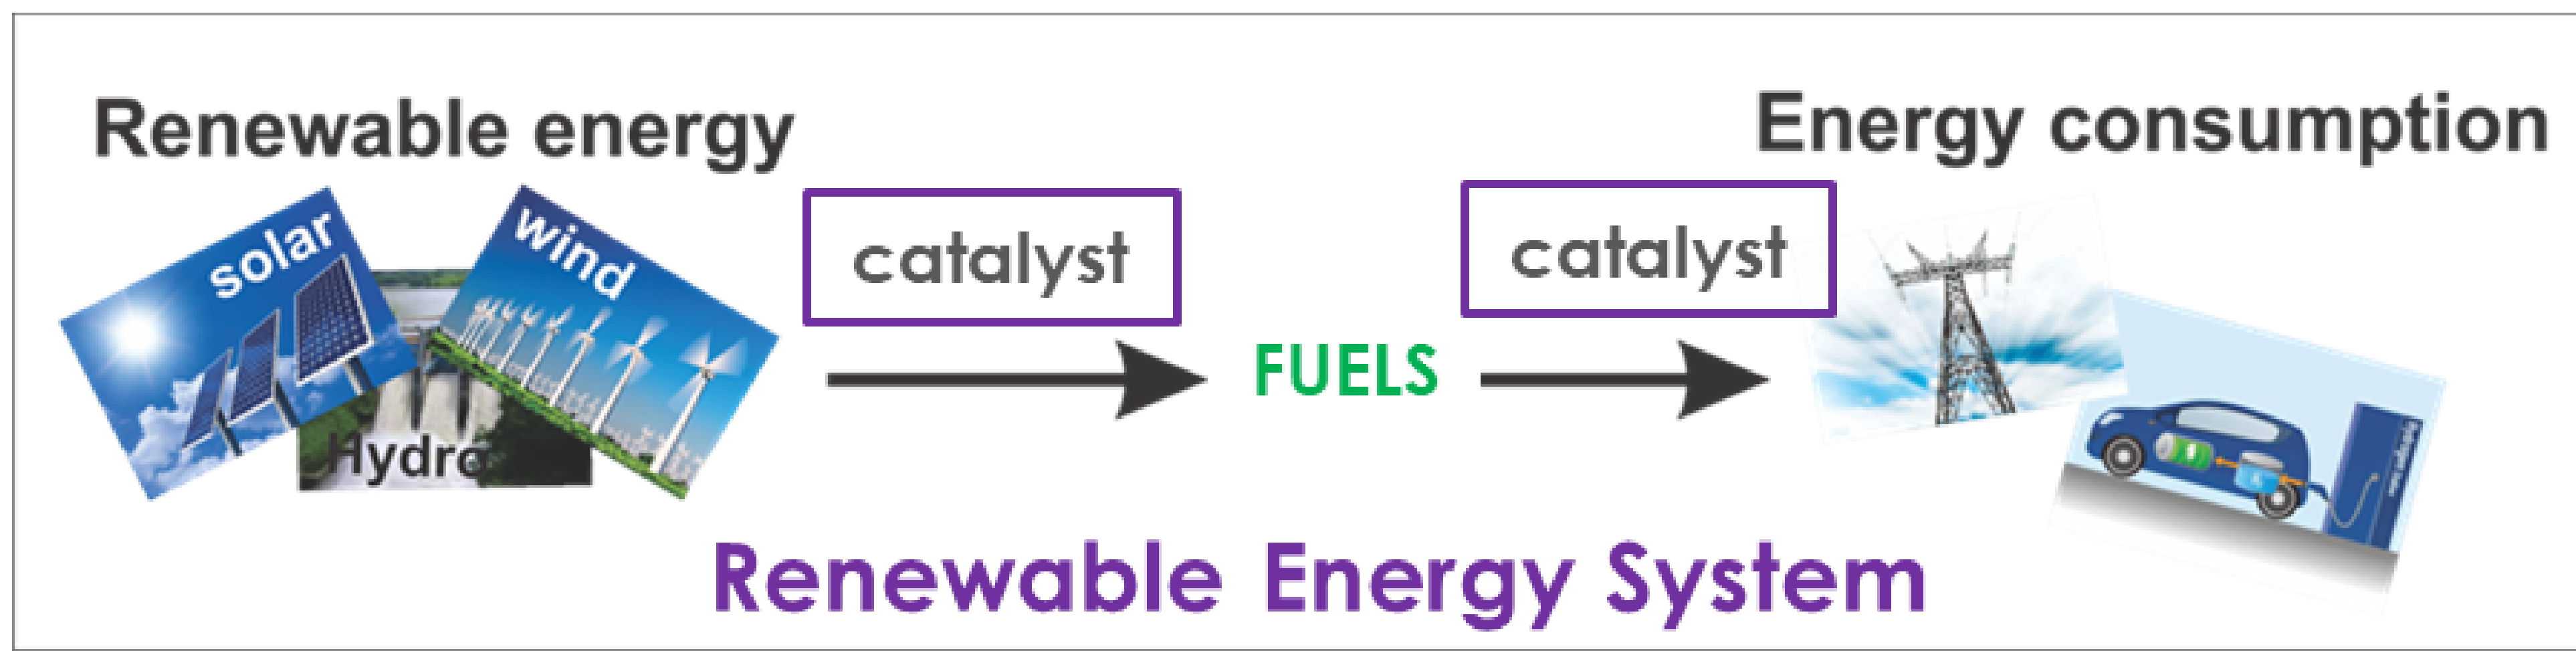 Renewable energy
Energy consumption
solar
wind
Hydro
catalyst
catalyst
FUELS
Renewable Energy System